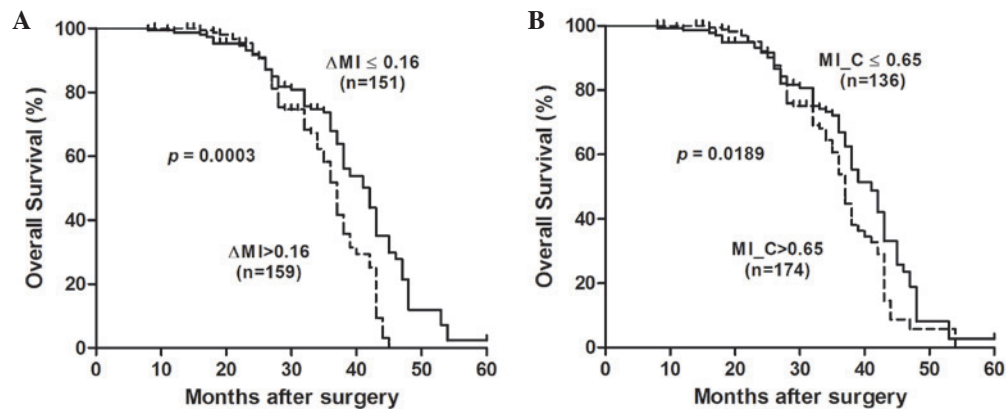 A
Overall Survival (%)
100
80
60
40
20
0
ΔMI ≤ 0.16
(n=151)
p = 0.0003
ΔMI>0.16
(n=159)
0 10 20 30 40 50 60
Months after surgery
B
Overall Survival (%)
100
80
60
40
20
0
MI_C ≤ 0.65
(n=136)
p = 0.0189
MI_C>0.65
(n=174)
0 10 20 30 40 50 60
Months after surgery